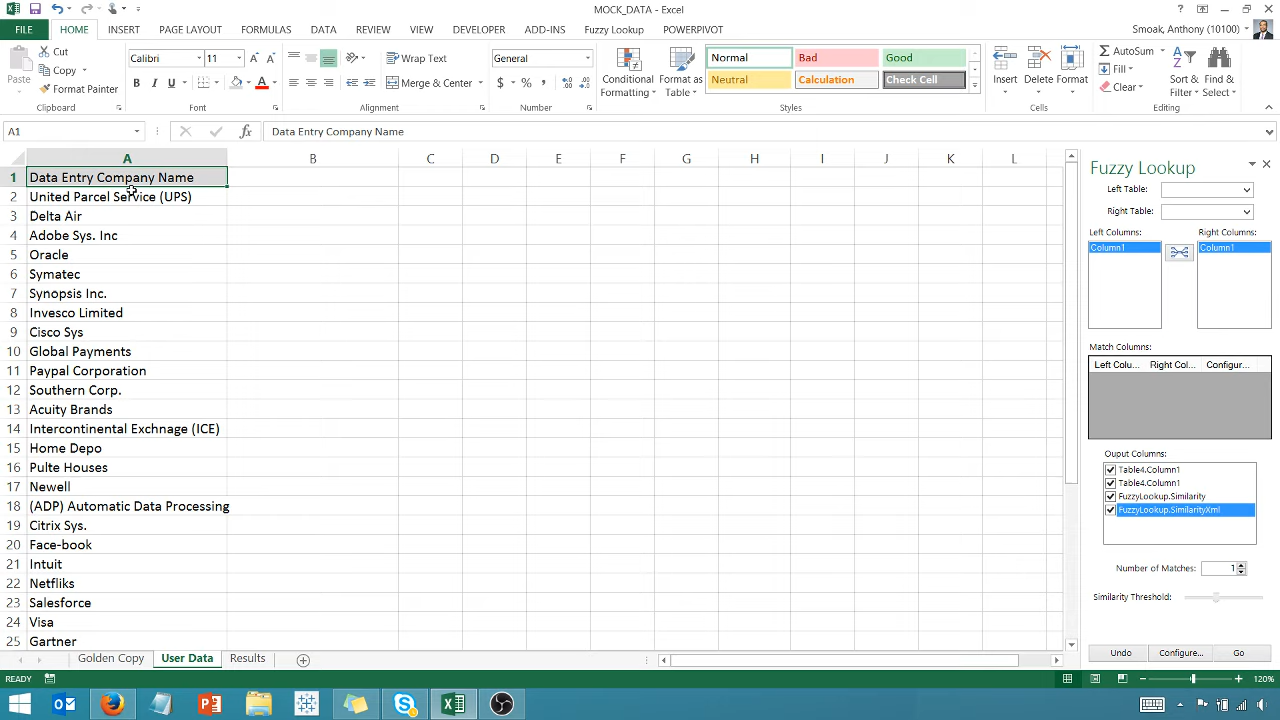 MOCK_DATA - Excel
FILE HOME INSERT PAGE LAYOUT FORMULAS DATA REVIEW VIEW DEVELOPER ADD-INS Fuzzy Lookup POWERPIVOT Smoak, Anthony (10100)
Paste Cut
Copy
Format Painter
Clipboard
Calibri 11 A A
B I U A
Font
Wrap Text
Merge & Center
Alignment
General
$ % ,
Number
Conditional Formatting
Format as Table
Normal Bad Good
Neutral Calculation Check Cell
Styles
Insert Delete Format
Cells
AutoSum
Fill
Clear
Sort & Filter
Find & Select
Editing
A1 fx Data Entry Company Name
A B C D E F G H I J K L
1 Data Entry Company Name
2 United Parcel Service (UPS)
3 Delta Air
4 Adobe Sys. Inc
5 Oracle
6 Symatec
7 Synopsis Inc.
8 Invesco Limited
9 Cisco Sys
10 Global Payments
11 Paypal Corporation
12 Southern Corp.
13 Acuity Brands
14 Intercontinental Exchnage (ICE)
15 Home Depo
16 Pulte Houses
17 Newell
18 (ADP) Automatic Data Processing
19 Citrix Sys.
20 Face-book
21 Intuit
22 Netfliks
23 Salesforce
24 Visa
25 Gartner
Fuzzy Lookup
Left Table:
Right Table:
Left Columns: Right Columns:
Column1 Column1
Match Columns:
Left Colu... Right Col... Configur...
Ouput Columns:
Table4.Column1
Table4.Column1
FuzzyLookup.Similarity
FuzzyLookup.SimilarityXml
Number of Matches: 1
Similarity Threshold:
Undo Configure... Go
Golden Copy User Data Results
READY 120%